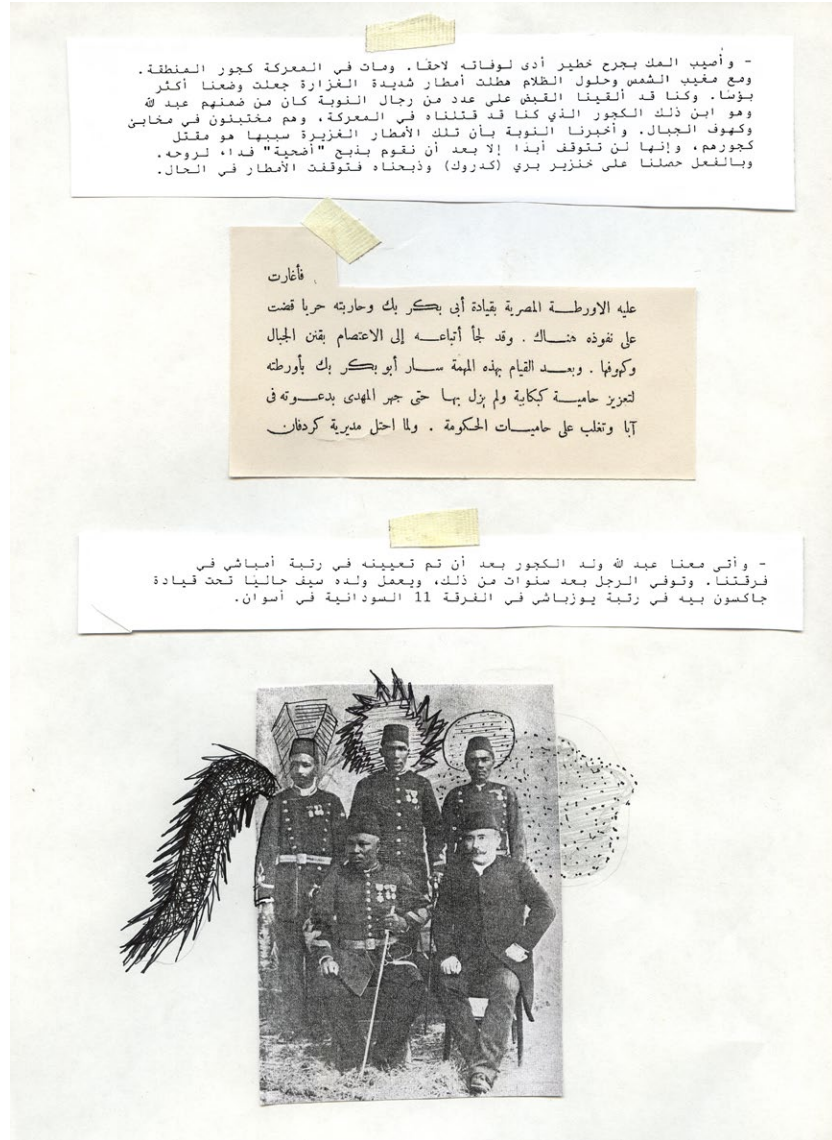 - وأصيب المك بجرح خطير أدى لوفاته لاحقًا. ومات في المعركة كجور المنطقة.
ومع مغيب الشمس وحلول الظلام هطلت أمطار شديدة الغزارة جعلت وضعنا أكثر
بؤسًا. وكنا قد ألقينا القبض على عدد من رجال النوبة كان من ضمنهم عبد الله
وهو ابن ذلك الكجور الذي كنا قد قتلناه في المعركة، وهم مختبئون في مخابئ
وكهوف الجبال. وأخبرنا النوبة بأن تلك الأمطار الغزيرة سببها هو مقتل
كجورهم، وإنها لن تتوقف أبدًا إلا بعد أن نقوم بذبح "أضحية" فداء لروحه.
وبالفعل حصلنا على خنزير بري (كدروك) وذبحناه فتوقفت الأمطار في الحال.
فأغارت
عليه الاورطة المصرية بقيادة أبى بكر بك وحاربته حربا قضت
على نفوذه هناك . وقد لجأ أتباعه إلى الاعتصام بقنن الجبال
وكهوفها . وبعد القيام بهذه المهمة سار أبو بكر بك بأورطته
لتعزيز حامية كبكابية ولم يزل بها حتى جهر المهدى بدعوته فى
آبا وتغلب على حاميات الحكومة . ولما احتل مديرية كردفان
- وأتى معنا عبد الله ولد الكجور بعد أن تم تعيينه في رتبة أمباشي في
فرقتنا. وتوفي الرجل بعد سنوات من ذلك، ويعمل ولده سيف حاليًا تحت قيادة
جاكسون بيه في رتبة يوزباشي في الفرقة 11 السودانية في أسوان.